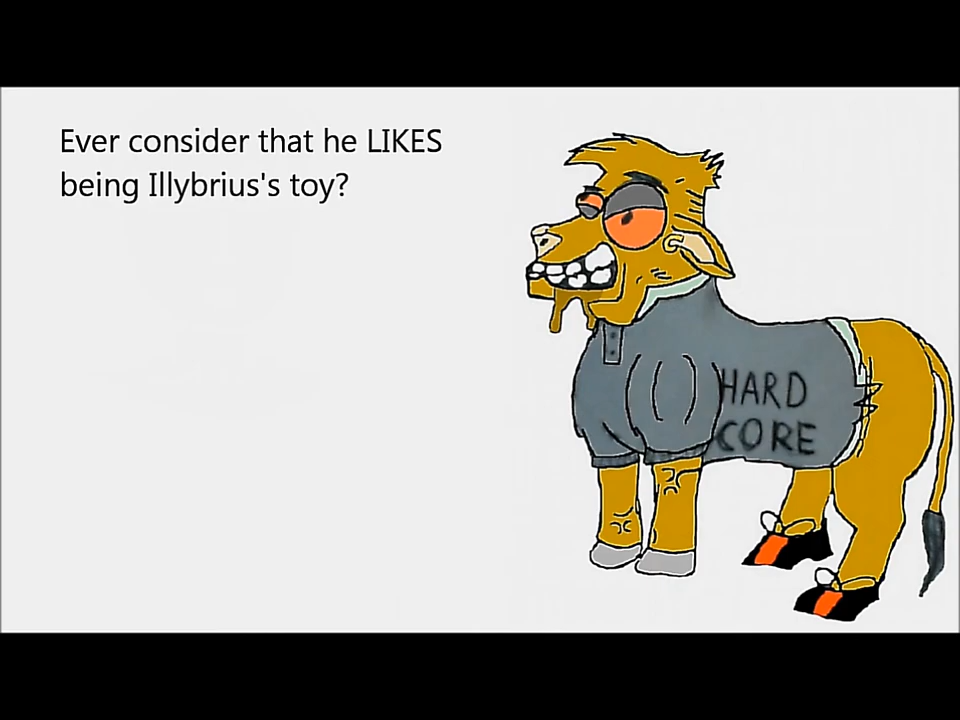 Ever consider that he LIKES
being Illybrius's toy?
HARD
CORE